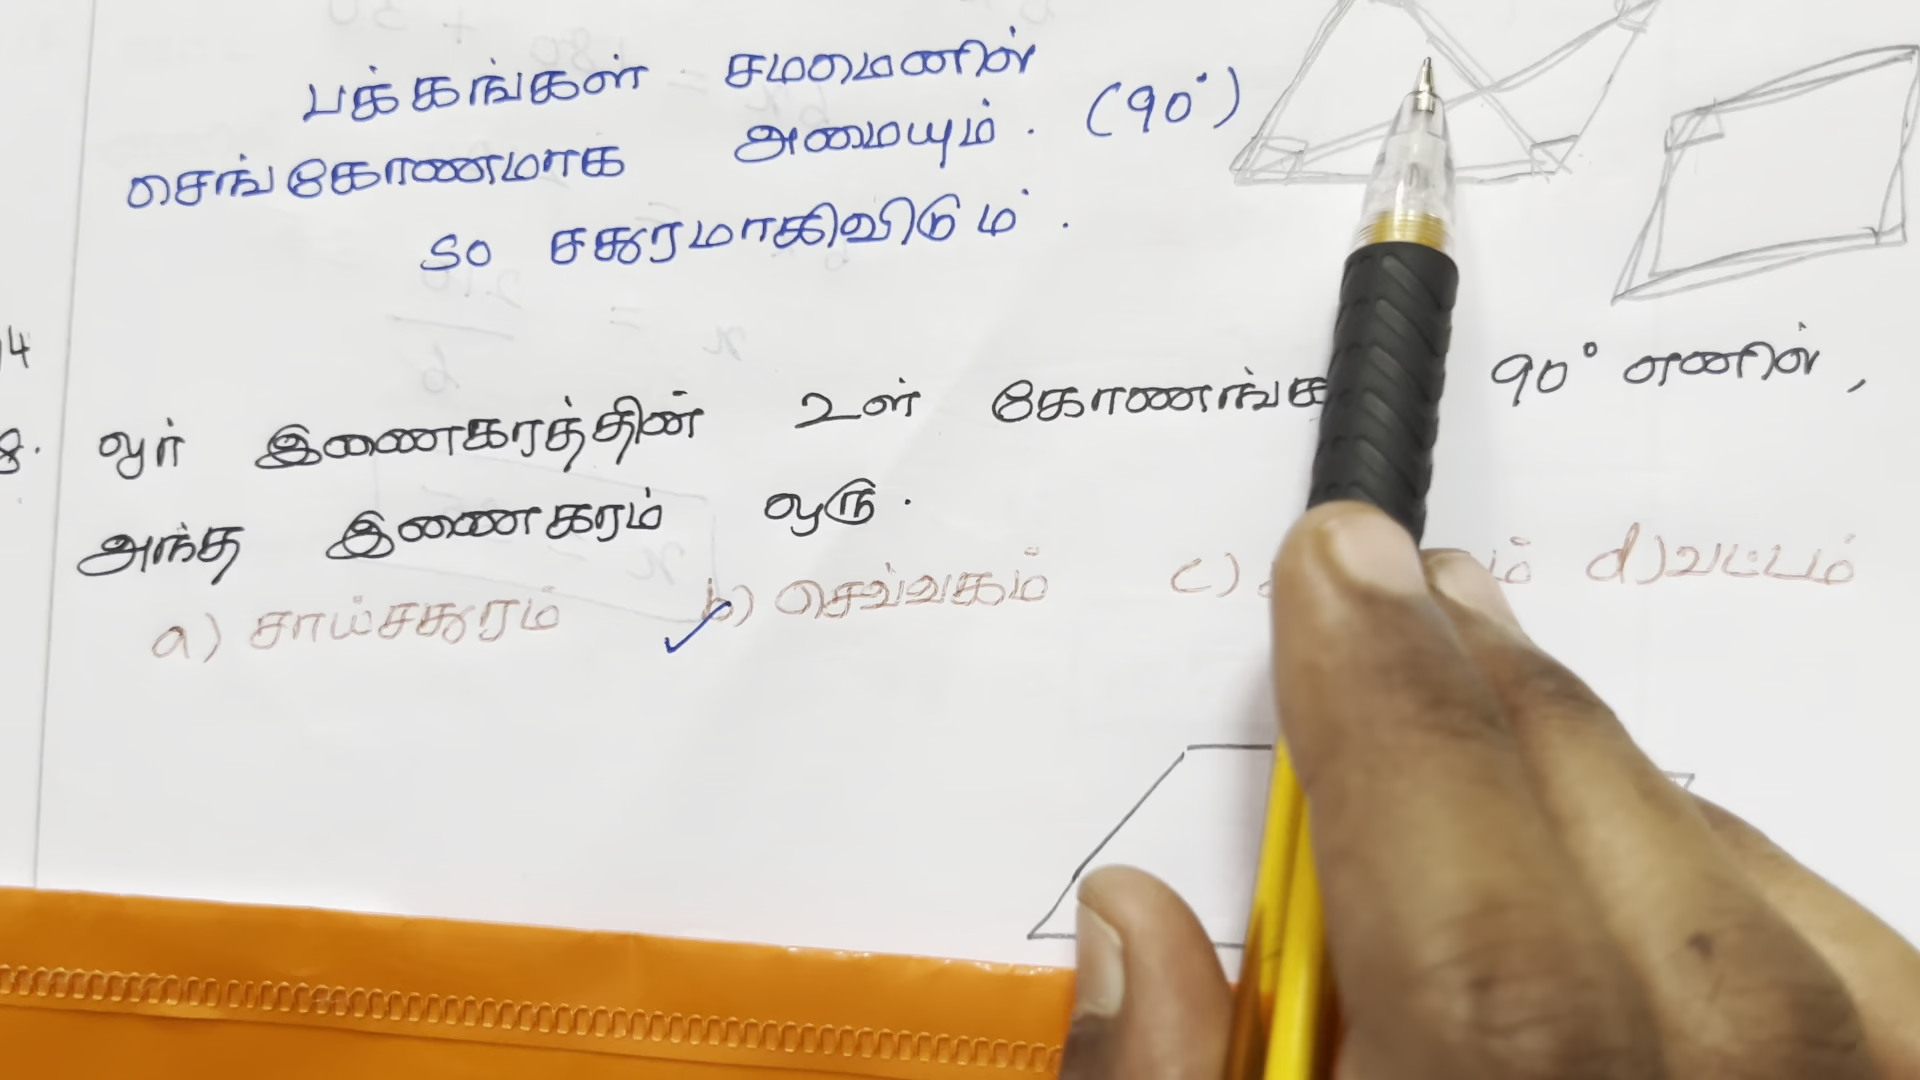 பக்கங்கள் சமமைனின்
செங்கோணமாக அமையும். (90°)
so சதுரமாகிவிடும்.
4
8. ஓர் இணைகரத்தின் உள் 90° எனின்,
அந்த இணைகரம் ஒரு.
a) சாய்சதுரம் b) செவ்வகம் c) d) வட்டம்